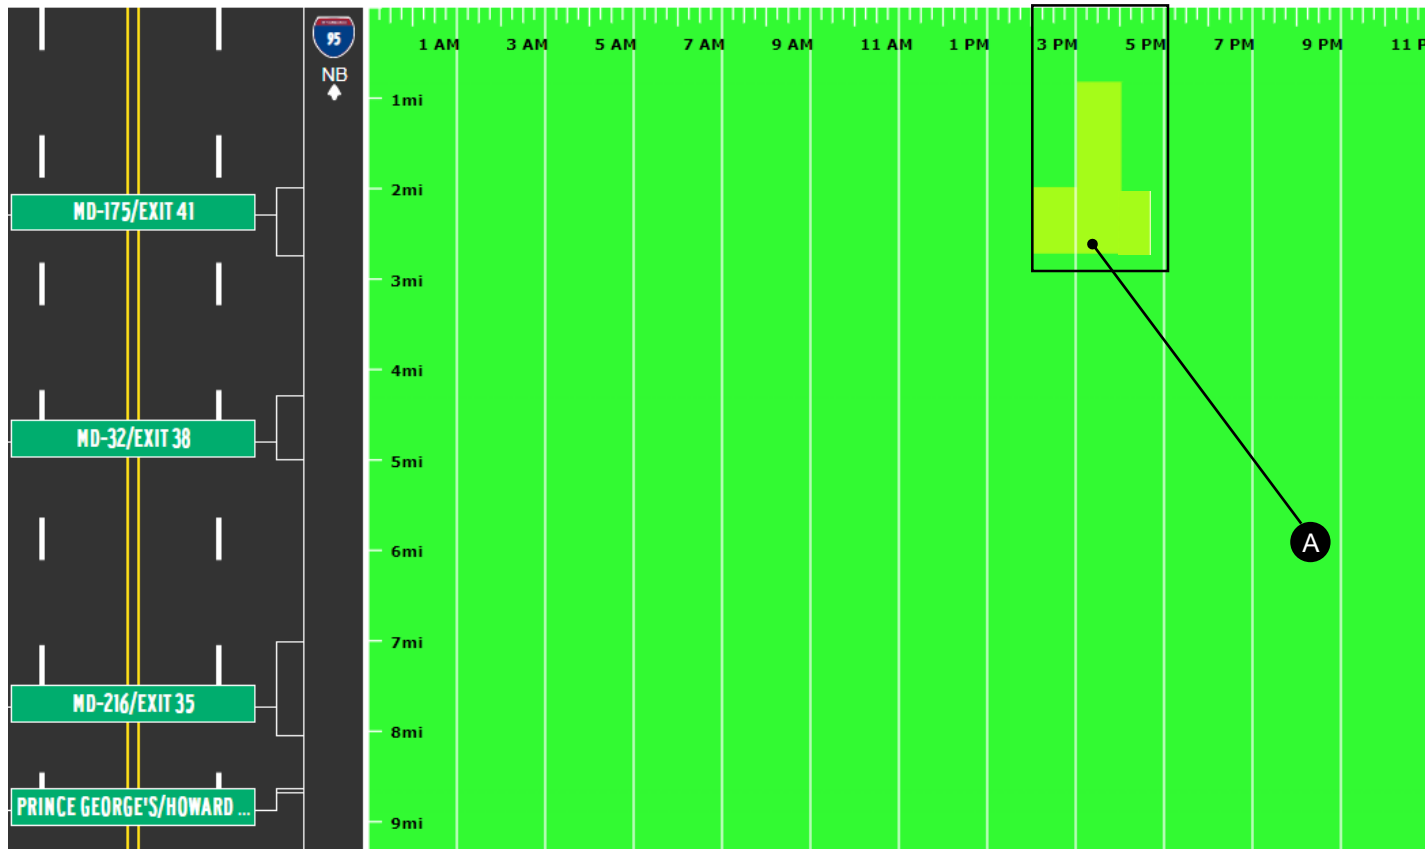 95
NB
1 AM 3 AM 5 AM 7 AM 9 AM 11 AM 1 PM 3 PM 5 PM 7 PM 9 PM 11 P
1mi
2mi
MD-175/EXIT 41
3mi
4mi
MD-32/EXIT 38
5mi
A
6mi
7mi
MD-216/EXIT 35
8mi
PRINCE GEORGE'S/HOWARD ...
9mi